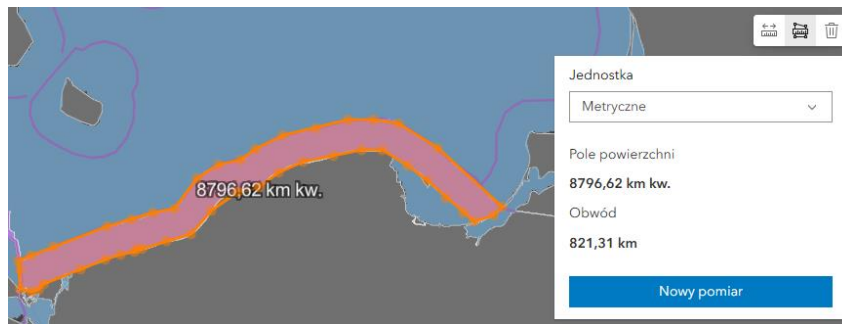 Jednostka
Metryczne
Pole powierzchni
8796,62 km kw.
8796,62 km kw.
Obwód
821,31 km
Nowy pomiar